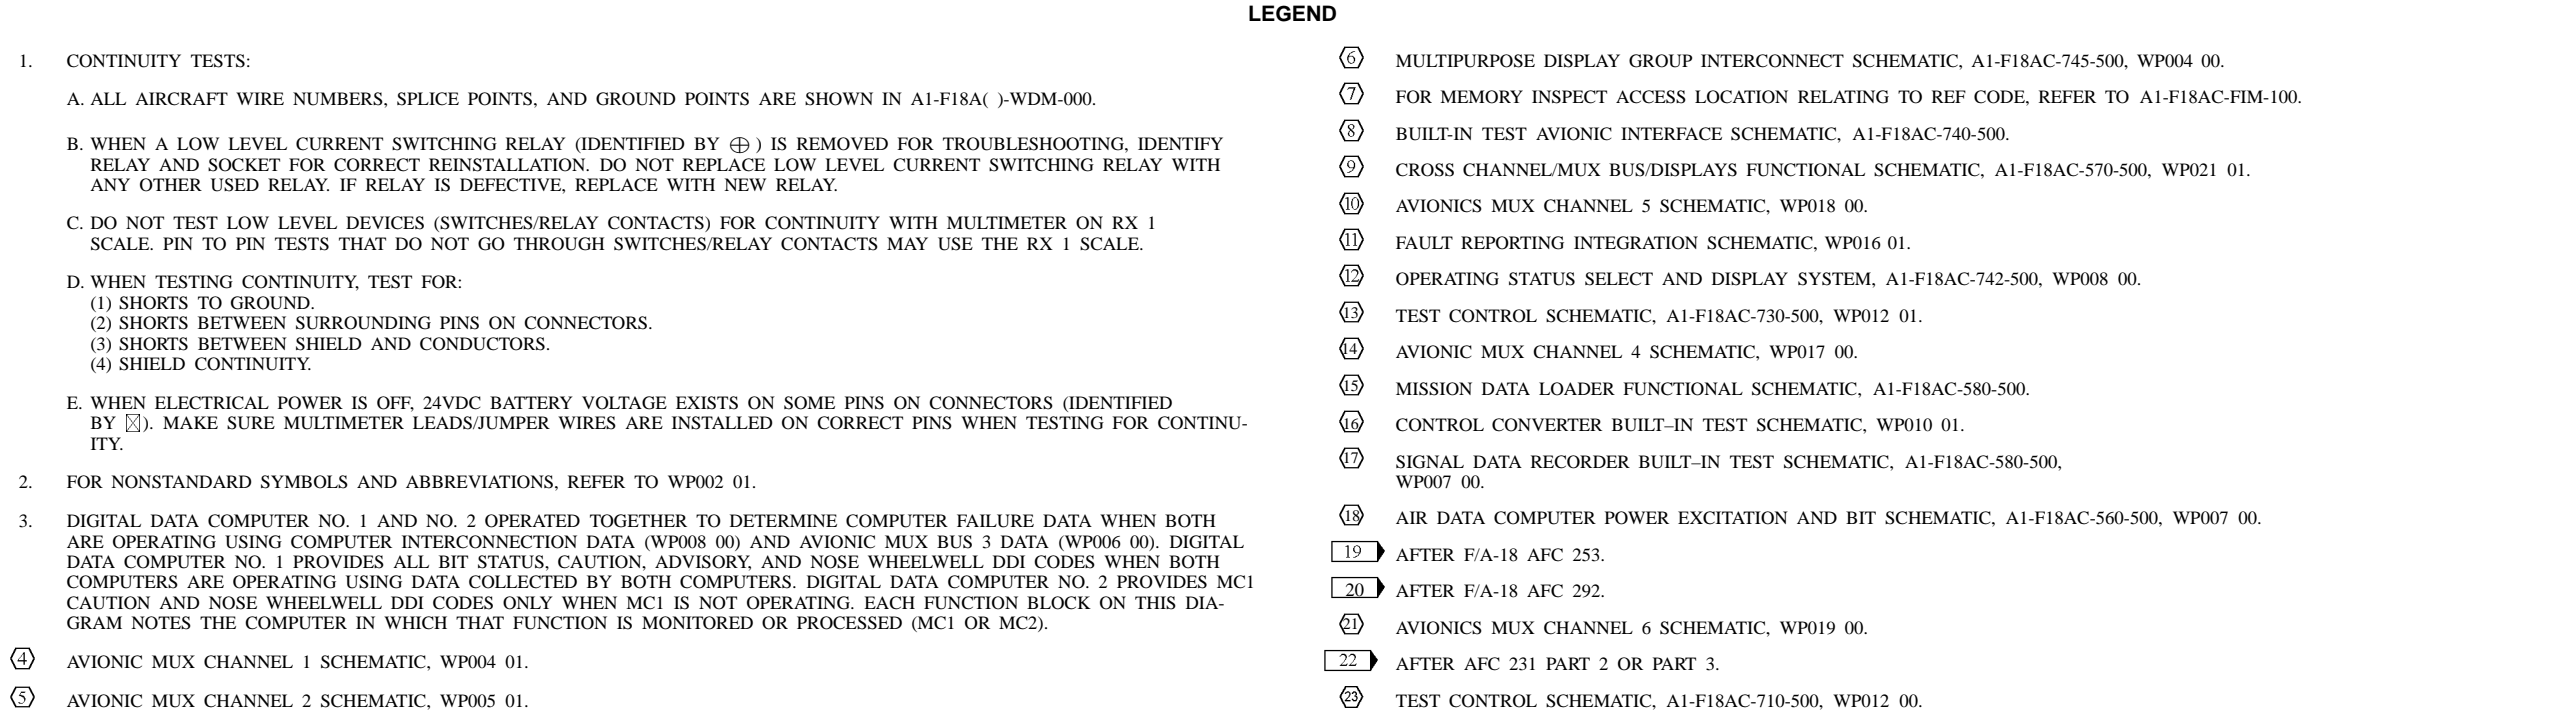 LEGEND
1. CONTINUITY TESTS:
A. ALL AIRCRAFT WIRE NUMBERS, SPLICE POINTS, AND GROUND POINTS ARE SHOWN IN A1-F18A( )-WDM-000.
B. WHEN A LOW LEVEL CURRENT SWITCHING RELAY (IDENTIFIED BY ⊕ ) IS REMOVED FOR TROUBLESHOOTING, IDENTIFY
RELAY AND SOCKET FOR CORRECT REINSTALLATION. DO NOT REPLACE LOW LEVEL CURRENT SWITCHING RELAY WITH
ANY OTHER USED RELAY. IF RELAY IS DEFECTIVE, REPLACE WITH NEW RELAY.
C. DO NOT TEST LOW LEVEL DEVICES (SWITCHES/RELAY CONTACTS) FOR CONTINUITY WITH MULTIMETER ON RX 1
SCALE. PIN TO PIN TESTS THAT DO NOT GO THROUGH SWITCHES/RELAY CONTACTS MAY USE THE RX 1 SCALE.
D. WHEN TESTING CONTINUITY, TEST FOR:
(1) SHORTS TO GROUND.
(2) SHORTS BETWEEN SURROUNDING PINS ON CONNECTORS.
(3) SHORTS BETWEEN SHIELD AND CONDUCTORS.
(4) SHIELD CONTINUITY.
E. WHEN ELECTRICAL POWER IS OFF, 24VDC BATTERY VOLTAGE EXISTS ON SOME PINS ON CONNECTORS (IDENTIFIED
BY ☒). MAKE SURE MULTIMETER LEADS/JUMPER WIRES ARE INSTALLED ON CORRECT PINS WHEN TESTING FOR CONTINU-
ITY.
2. FOR NONSTANDARD SYMBOLS AND ABBREVIATIONS, REFER TO WP002 01.
3. DIGITAL DATA COMPUTER NO. 1 AND NO. 2 OPERATED TOGETHER TO DETERMINE COMPUTER FAILURE DATA WHEN BOTH
ARE OPERATING USING COMPUTER INTERCONNECTION DATA (WP008 00) AND AVIONIC MUX BUS 3 DATA (WP006 00). DIGITAL
DATA COMPUTER NO. 1 PROVIDES ALL BIT STATUS, CAUTION, ADVISORY, AND NOSE WHEELWELL DDI CODES WHEN BOTH
COMPUTERS ARE OPERATING USING DATA COLLECTED BY BOTH COMPUTERS. DIGITAL DATA COMPUTER NO. 2 PROVIDES MC1
CAUTION AND NOSE WHEELWELL DDI CODES ONLY WHEN MC1 IS NOT OPERATING. EACH FUNCTION BLOCK ON THIS DIA-
GRAM NOTES THE COMPUTER IN WHICH THAT FUNCTION IS MONITORED OR PROCESSED (MC1 OR MC2).
4 AVIONIC MUX CHANNEL 1 SCHEMATIC, WP004 01.
5 AVIONIC MUX CHANNEL 2 SCHEMATIC, WP005 01.
6 MULTIPURPOSE DISPLAY GROUP INTERCONNECT SCHEMATIC, A1-F18AC-745-500, WP004 00.
7 FOR MEMORY INSPECT ACCESS LOCATION RELATING TO REF CODE, REFER TO A1-F18AC-FIM-100.
8 BUILT-IN TEST AVIONIC INTERFACE SCHEMATIC, A1-F18AC-740-500.
9 CROSS CHANNEL/MUX BUS/DISPLAYS FUNCTIONAL SCHEMATIC, A1-F18AC-570-500, WP021 01.
10 AVIONICS MUX CHANNEL 5 SCHEMATIC, WP018 00.
11 FAULT REPORTING INTEGRATION SCHEMATIC, WP016 01.
12 OPERATING STATUS SELECT AND DISPLAY SYSTEM, A1-F18AC-742-500, WP008 00.
13 TEST CONTROL SCHEMATIC, A1-F18AC-730-500, WP012 01.
14 AVIONIC MUX CHANNEL 4 SCHEMATIC, WP017 00.
15 MISSION DATA LOADER FUNCTIONAL SCHEMATIC, A1-F18AC-580-500.
16 CONTROL CONVERTER BUILT–IN TEST SCHEMATIC, WP010 01.
17 SIGNAL DATA RECORDER BUILT–IN TEST SCHEMATIC, A1-F18AC-580-500,
WP007 00.
18 AIR DATA COMPUTER POWER EXCITATION AND BIT SCHEMATIC, A1-F18AC-560-500, WP007 00.
19 AFTER F/A-18 AFC 253.
20 AFTER F/A-18 AFC 292.
21 AVIONICS MUX CHANNEL 6 SCHEMATIC, WP019 00.
22 AFTER AFC 231 PART 2 OR PART 3.
23 TEST CONTROL SCHEMATIC, A1-F18AC-710-500, WP012 00.